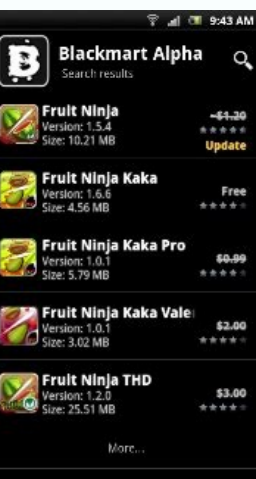 9:43 AM
Blackmart Alpha
Search results
Fruit Ninja
Version: 1.5.4
Size: 10.21 MB
~$1.20
Update
Fruit Ninja Kaka
Version: 1.6.6
Size: 4.56 MB
Free
Fruit Ninja Kaka Pro
Version: 1.0.1
Size: 5.79 MB
$0.99
Fruit Ninja Kaka Vale
Version: 1.0.1
Size: 3.02 MB
$2.00
Fruit Ninja THD
Version: 1.2.0
Size: 25.51 MB
$3.00
More...